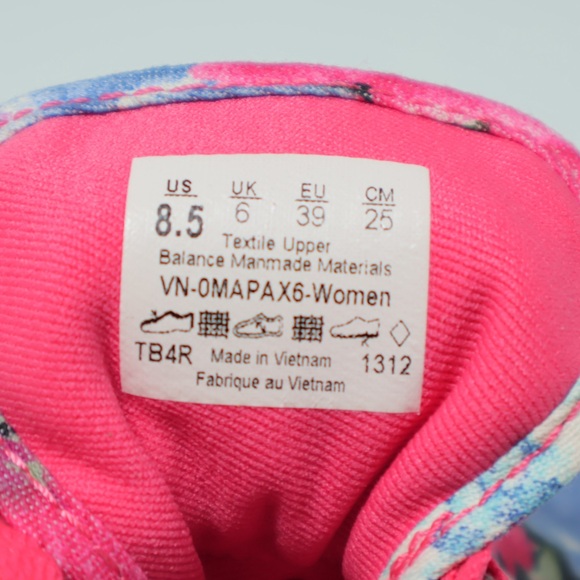 US UK EU CM
8.5 6 39 25
Textile Upper
Balance Manmade Materials
VN-0MAPAX6-Women
TB4R Made in Vietnam 1312
Fabrique au Vietnam